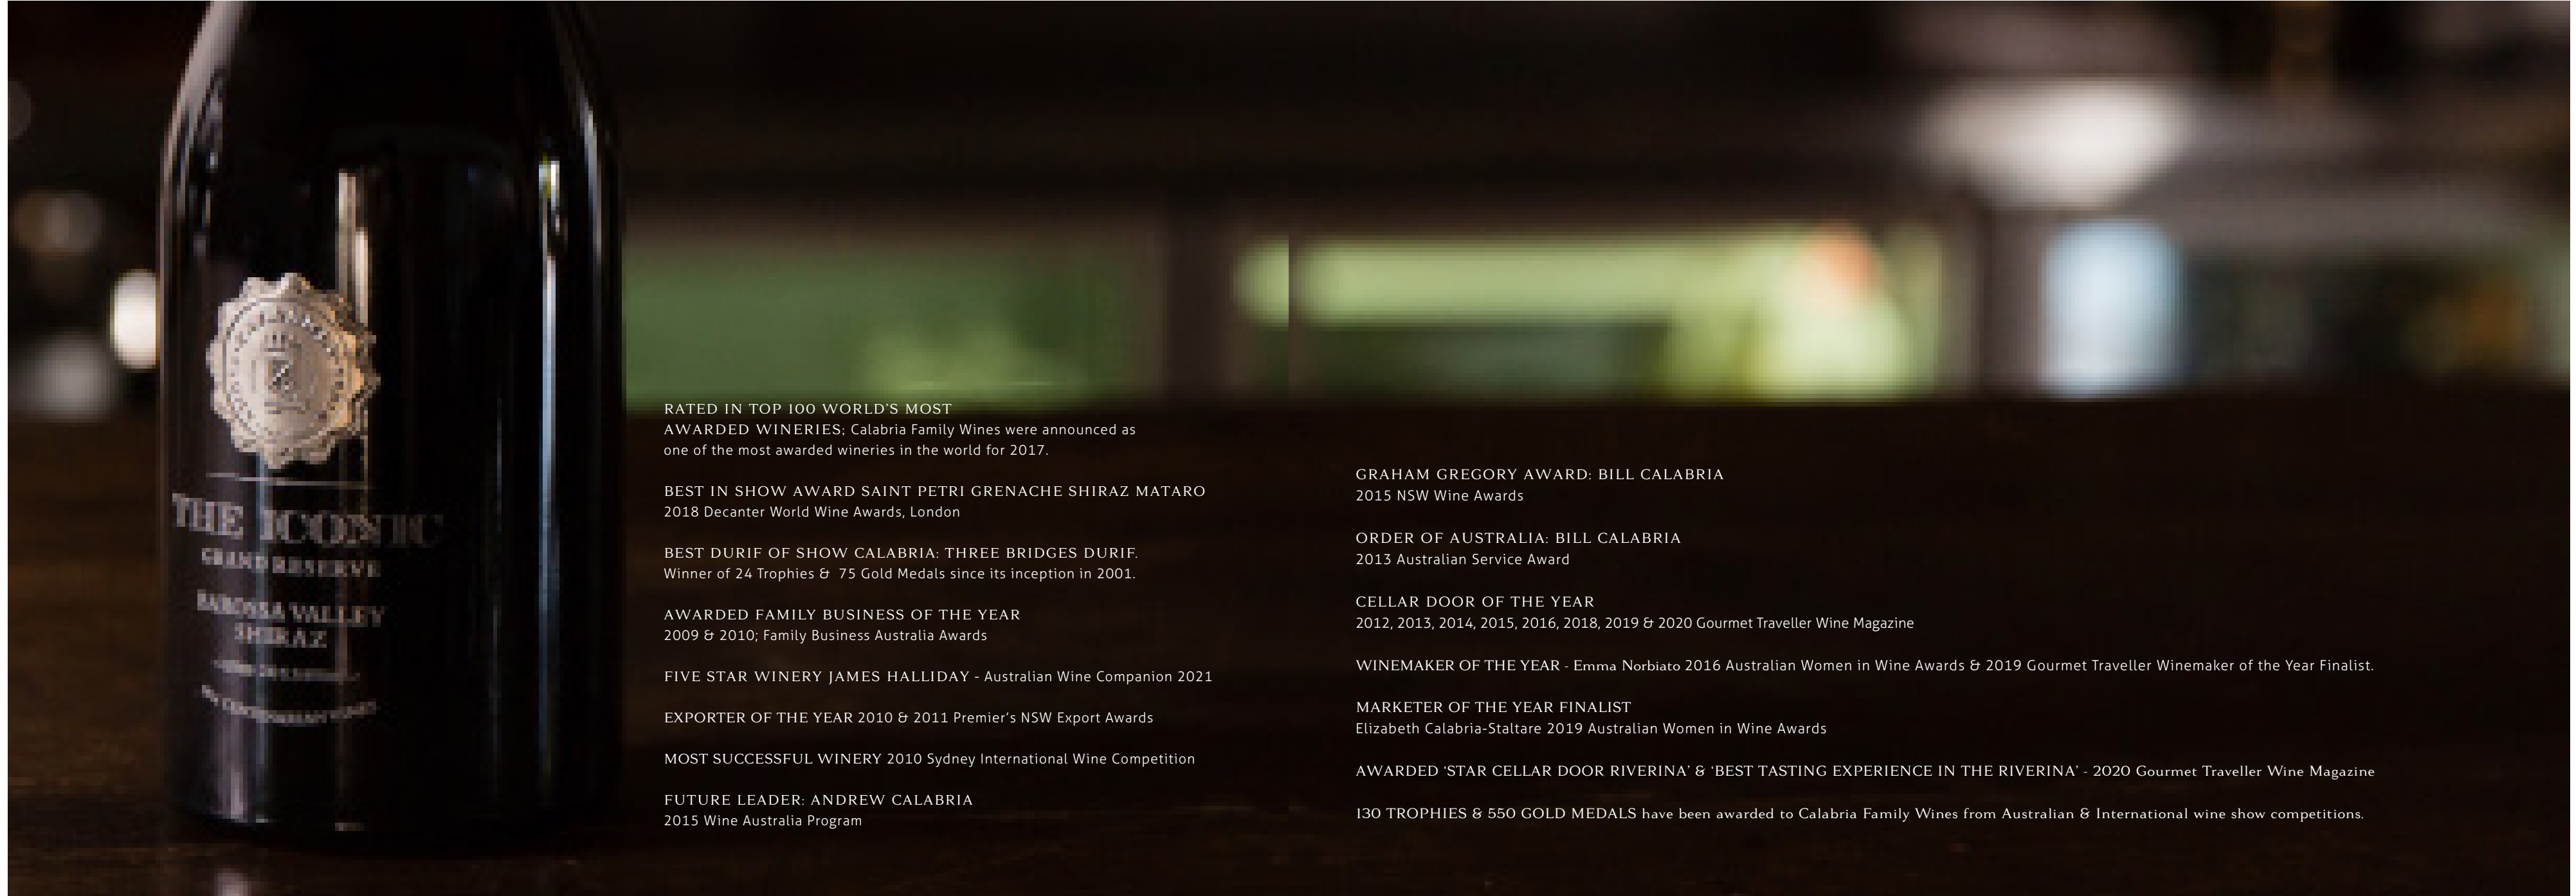 THE ICONIC
GRAND RESERVE
BAROSSA VALLEY
SHIRAZ
RATED IN TOP 100 WORLD'S MOST
AWARDED WINERIES; Calabria Family Wines were announced as
one of the most awarded wineries in the world for 2017.
BEST IN SHOW AWARD SAINT PETRI GRENACHE SHIRAZ MATARO
2018 Decanter World Wine Awards, London
BEST DURIF OF SHOW CALABRIA: THREE BRIDGES DURIF.
Winner of 24 Trophies & 75 Gold Medals since its inception in 2001.
AWARDED FAMILY BUSINESS OF THE YEAR
2009 & 2010; Family Business Australia Awards
FIVE STAR WINERY JAMES HALLIDAY - Australian Wine Companion 2021
EXPORTER OF THE YEAR 2010 & 2011 Premier's NSW Export Awards
MOST SUCCESSFUL WINERY 2010 Sydney International Wine Competition
FUTURE LEADER: ANDREW CALABRIA
2015 Wine Australia Program
GRAHAM GREGORY AWARD: BILL CALABRIA
2015 NSW Wine Awards
ORDER OF AUSTRALIA: BILL CALABRIA
2013 Australian Service Award
CELLAR DOOR OF THE YEAR
2012, 2013, 2014, 2015, 2016, 2018, 2019 & 2020 Gourmet Traveller Wine Magazine
WINEMAKER OF THE YEAR - Emma Norbiato 2016 Australian Women in Wine Awards & 2019 Gourmet Traveller Winemaker of the Year Finalist.
MARKETER OF THE YEAR FINALIST
Elizabeth Calabria-Staltare 2019 Australian Women in Wine Awards
AWARDED 'STAR CELLAR DOOR RIVERINA' & 'BEST TASTING EXPERIENCE IN THE RIVERINA' - 2020 Gourmet Traveller Wine Magazine
130 TROPHIES & 550 GOLD MEDALS have been awarded to Calabria Family Wines from Australian & International wine show competitions.